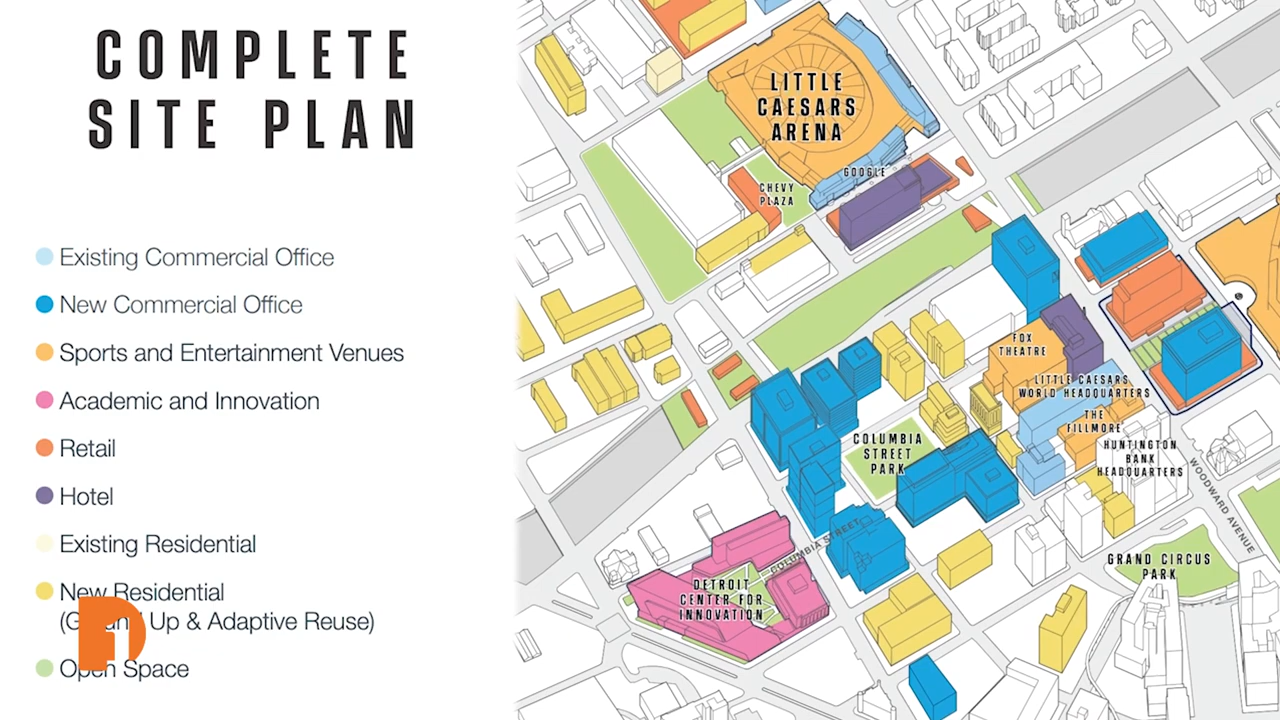 COMPLETE
SITE PLAN
Existing Commercial Office
New Commercial Office
Sports and Entertainment Venues
Academic and Innovation
Retail
Hotel
Existing Residential
New Residential
Up & Adaptive Reuse)
Open Space
1
LITTLE
CAESARS
ARENA
GOOGLE
CHEVY
PLAZA
FOX
THEATRE
LITTLE CAESARS
WORLD HEADQUARTERS
THE
FILLMORE
HUNTINGTON
BANK
HEADQUARTERS
COLUMBIA
STREET
PARK
WOODWARD AVENUE
COLUMBIA STREET
GRAND CIRCUS
PARK
DETROIT
CENTER FOR
INNOVATION